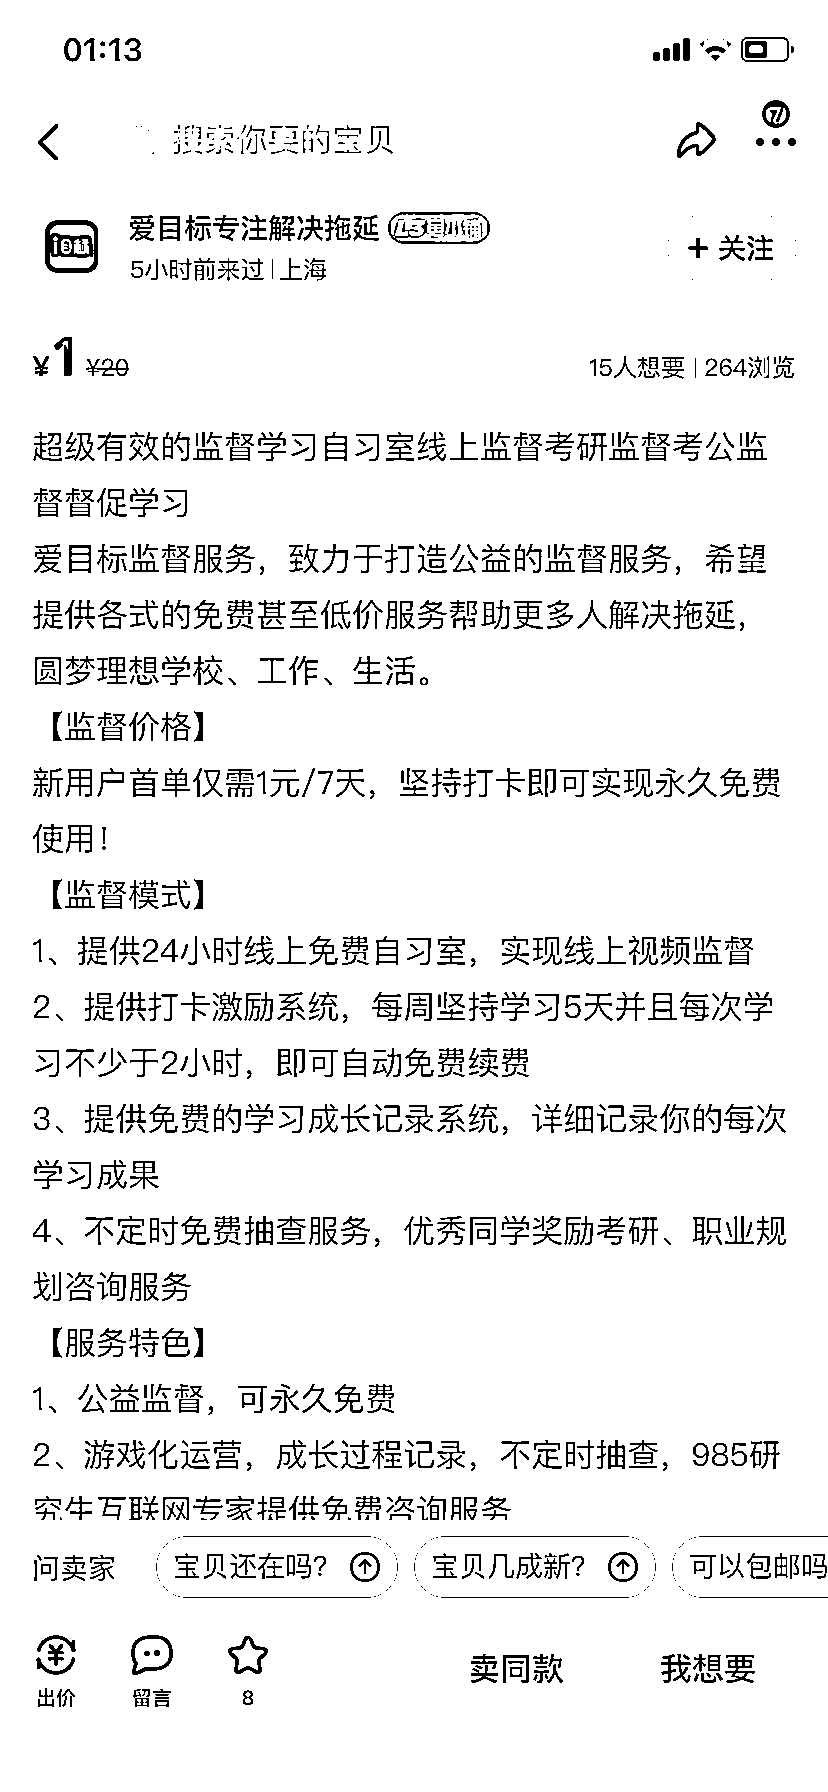 01:13
搜索你要的宝贝
爱目标专注解决拖延
5小时前来过 | 上海
+ 关注
¥1 ¥20
15人想要 | 264浏览
超级有效的监督学习自习室线上监督考研监督考公监
督督促学习
爱目标监督服务，致力于打造公益的监督服务，希望
提供各式的免费甚至低价服务帮助更多人解决拖延，
圆梦理想学校、工作、生活。
【监督价格】
新用户首单仅需1元/7天，坚持打卡即可实现永久免费
使用！
【监督模式】
1、提供24小时线上免费自习室，实现线上视频监督
2、提供打卡激励系统，每周坚持学习5天并且每次学
习不少于2小时，即可自动免费续费
3、提供免费的学习成长记录系统，详细记录你的每次
学习成果
4、不定时免费抽查服务，优秀同学奖励考研、职业规
划咨询服务
【服务特色】
1、公益监督，可永久免费
2、游戏化运营，成长过程记录，不定时抽查，985研
究生互联网专家提供免费咨询服务
问卖家 宝贝还在吗？ 宝贝几成新？ 可以包邮吗
出价 留言 8 卖同款 我想要